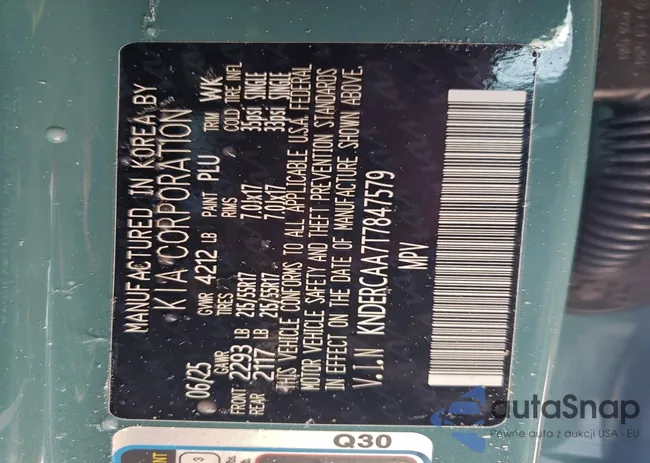 MANUFACTURED IN KOREA BY
KIA CORPORATION
06/25 GVWR 4212 LB PAINT PLU TRIM WK
GAWR TIRES RIMS COLD TIRE INFL
FRONT 2293 LB 215/55R17 7.0Jx17 35psi SINGLE
REAR 2117 LB 215/55R17 7.0Jx17 33psi SINGLE
THIS VEHICLE CONFORMS TO ALL APPLICABLE U.S.A. FEDERAL
MOTOR VEHICLE SAFETY AND THEFT PREVENTION STANDARDS
IN EFFECT ON THE DATE OF MANUFACTURE SHOWN ABOVE.
V.I.N KNDERCAA7T7847579
MPV
Q30
3
autaSnap
Pewne auta z aukcji USA i EU